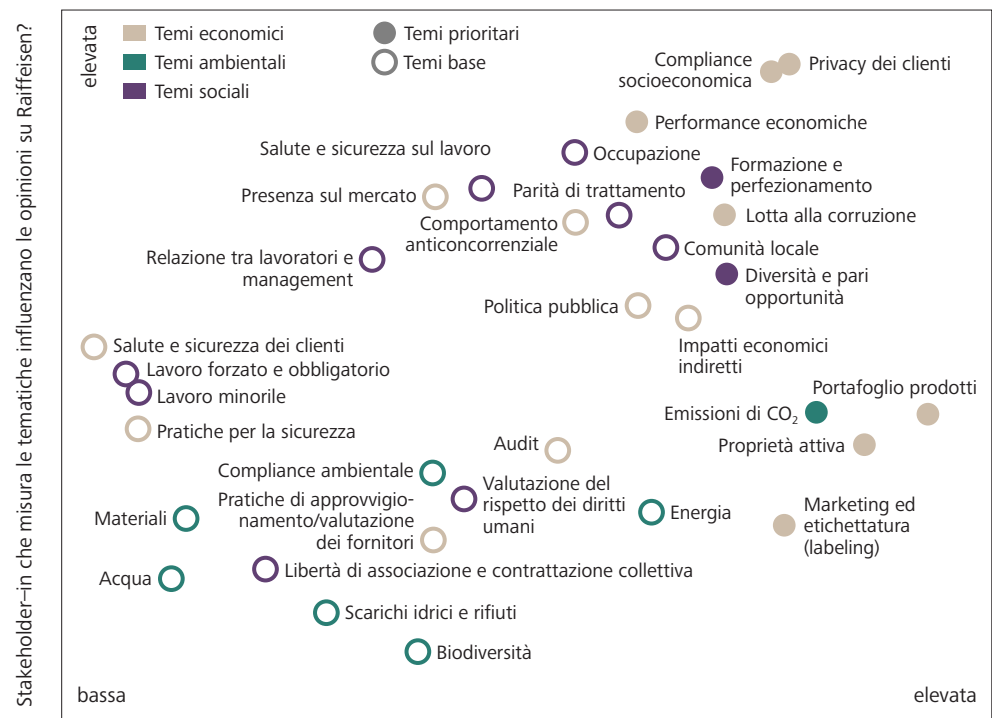 Stakeholder–in che misura le tematiche influenzano le opinioni su Raiffeisen?
elevata
Temi economici
Temi ambientali
Temi sociali
Temi prioritari
Temi base
Compliance
socioeconomica
Privacy dei clienti
Performance economiche
Salute e sicurezza sul lavoro
Occupazione
Formazione e
perfezionamento
Presenza sul mercato
Parità di trattamento
Lotta alla corruzione
Comportamento
anticoncorrenziale
Comunità locale
Relazione tra lavoratori e
management
Diversità e pari
opportunità
Politica pubblica
Impatti economici
indiretti
Salute e sicurezza dei clienti
Lavoro forzato e obbligatorio
Lavoro minorile
Portafoglio prodotti
Emissioni di CO₂
Pratiche per la sicurezza
Audit
Proprietà attiva
Compliance ambientale
Valutazione del
rispetto dei diritti
umani
Pratiche di approvvigio-
namento/valutazione
dei fornitori
Materiali
Energia
Marketing ed
etichettatura
(labeling)
Acqua
Libertà di associazione e contrattazione collettiva
Scarichi idrici e rifiuti
Biodiversità
bassa
elevata